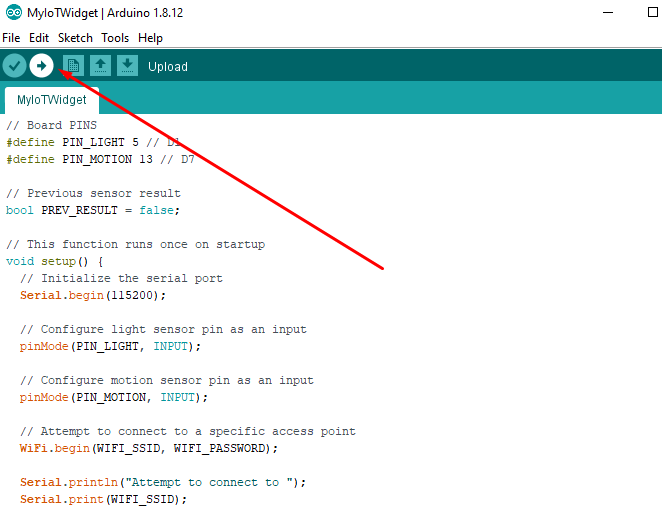 MyIoTWidget | Arduino 1.8.12
File Edit Sketch Tools Help
Upload
MyIoTWidget
// Board PINS
#define PIN_LIGHT 5 // D1
#define PIN_MOTION 13 // D7
// Previous sensor result
bool PREV_RESULT = false;
// This function runs once on startup
void setup() {
// Initialize the serial port
Serial.begin(115200);
// Configure light sensor pin as an input
pinMode(PIN_LIGHT, INPUT);
// Configure motion sensor pin as an input
pinMode(PIN_MOTION, INPUT);
// Attempt to connect to a specific access point
WiFi.begin(WIFI_SSID, WIFI_PASSWORD);
Serial.println("Attempt to connect to ");
Serial.print(WIFI_SSID);